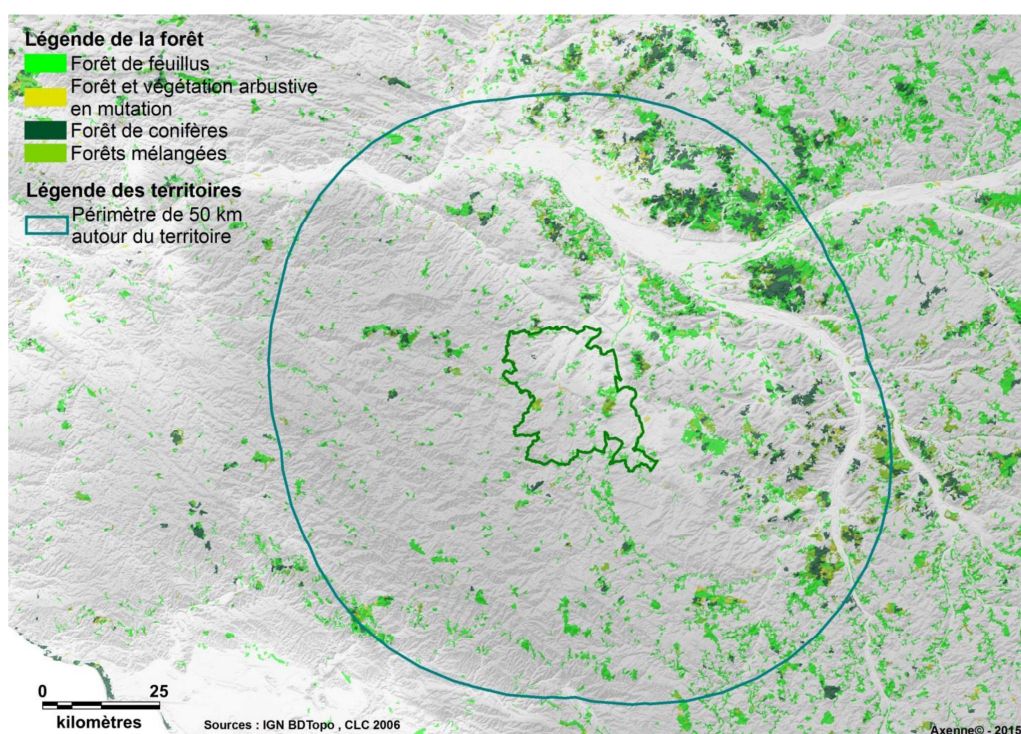 Légende de la forêt
Forêt de feuillus
Forêt et végétation arbustive
en mutation
Forêt de conifères
Forêts mélangées
Légende des territoires
Périmètre de 50 km
autour du territoire
0 25
kilomètres
Sources : IGN BDTopo , CLC 2006
Axenne© - 2015